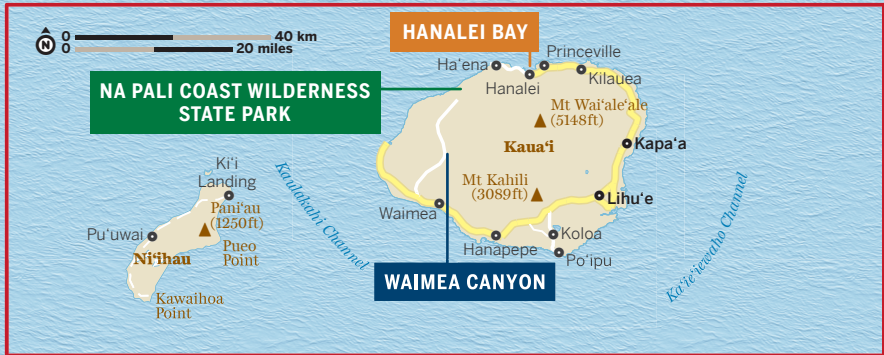 0 40 km
N
0 20 miles
HANALEI BAY
Princeville
Ha‘ena
Kilauea
Hanalei
NA PALI COAST WILDERNESS
STATE PARK
Mt Wai‘ale‘ale
(5148ft)
Kaua‘i
Kapa‘a
Ki‘i
Landing
Kaulakahi Channel
Mt Kahili
(3089ft)
Lihu‘e
Pani‘au
(1250ft)
Waimea
Pu‘uwai
Pueo
Point
Koloa
Hanapepe
Ni‘ihau
Po‘ipu
Ka‘ie‘iewaho Channel
WAIMEA CANYON
Kawaihoa
Point